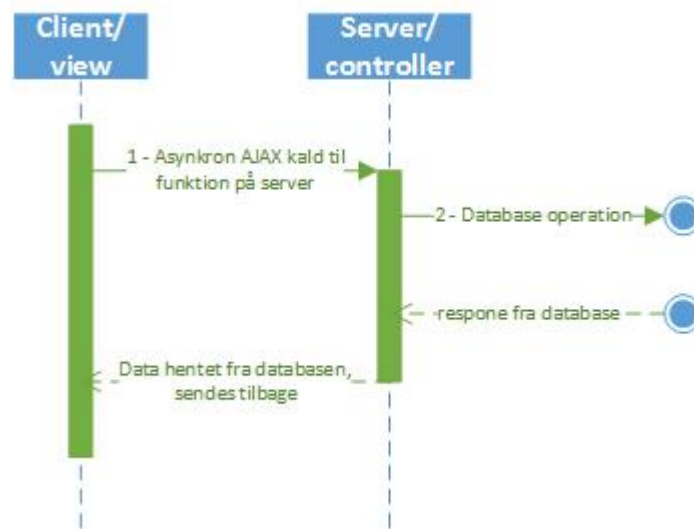 Client/
view
Server/
controller
1 - Asynkron AJAX kald til
funktion på server
2 - Database operation
respone fra database
Data hentet fra databasen,
sendes tilbage